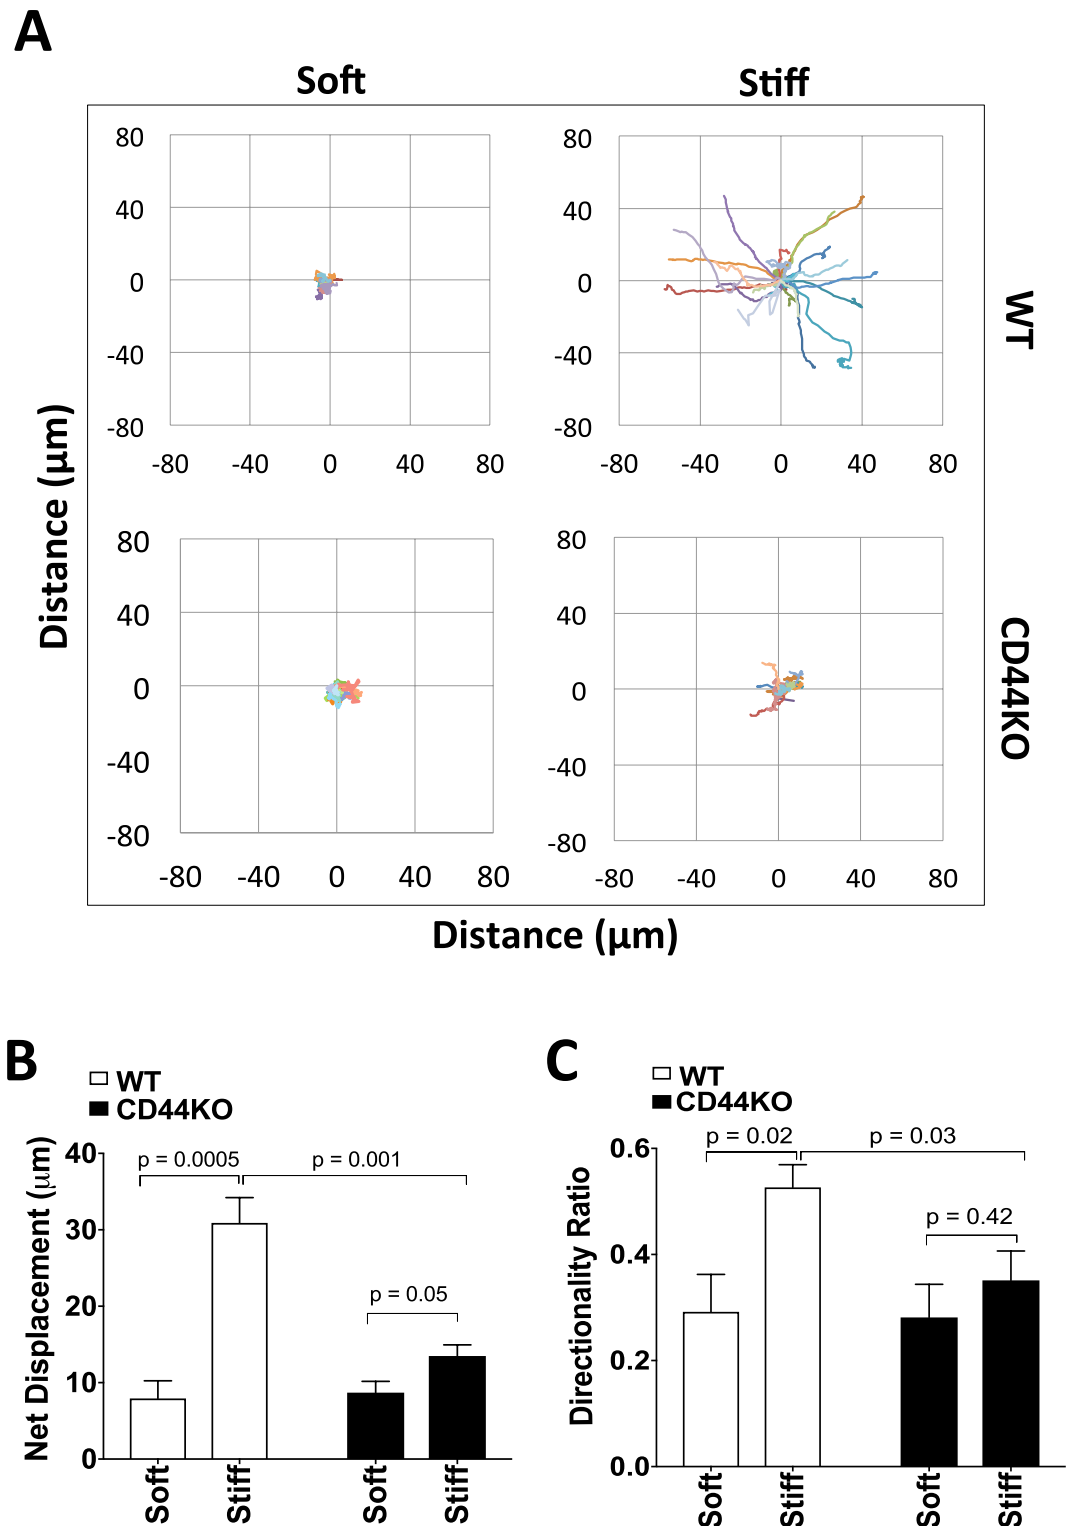 A
Soft
Stiff
80
40
0
-40
-80
-80 -40 0 40 80
80
40
0
-40
-80
-80 -40 0 40 80
WT
80
40
0
-40
-80
-80 -40 0 40 80
80
40
0
-40
-80
-80 -40 0 40 80
CD44KO
Distance (µm)
Distance (µm)
B
WT
CD44KO
Net Displacement (µm)
40
30
20
10
0
p = 0.0005
p = 0.001
p = 0.05
Soft
Stiff
Soft
Stiff
C
WT
CD44KO
Directionality Ratio
0.6
0.4
0.2
0.0
p = 0.02
p = 0.03
p = 0.42
Soft
Stiff
Soft
Stiff